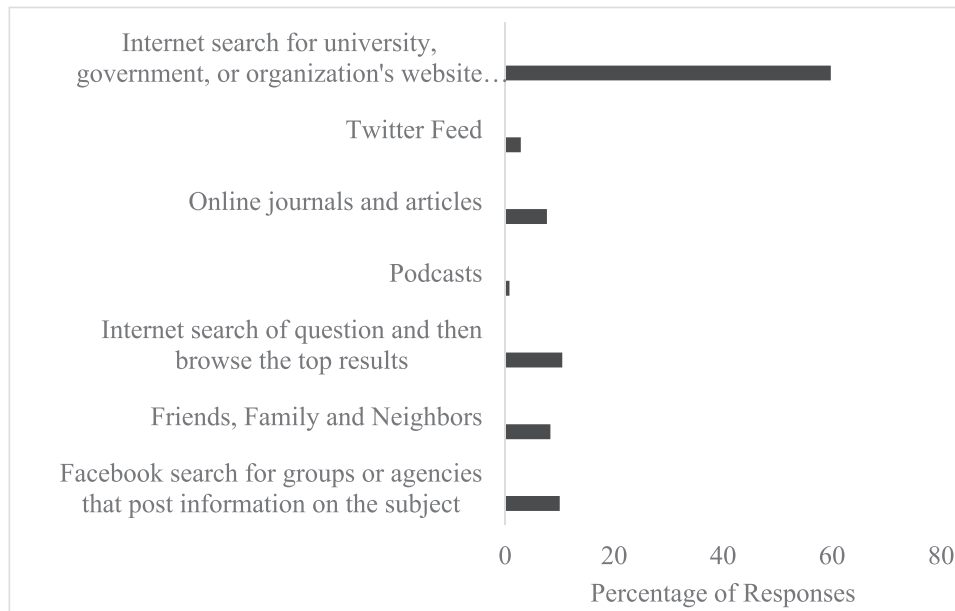 Internet search for university,
government, or organization's website…
Twitter Feed
Online journals and articles
Podcasts
Internet search of question and then
browse the top results
Friends, Family and Neighbors
Facebook search for groups or agencies
that post information on the subject
0 20 40 60 80
Percentage of Responses